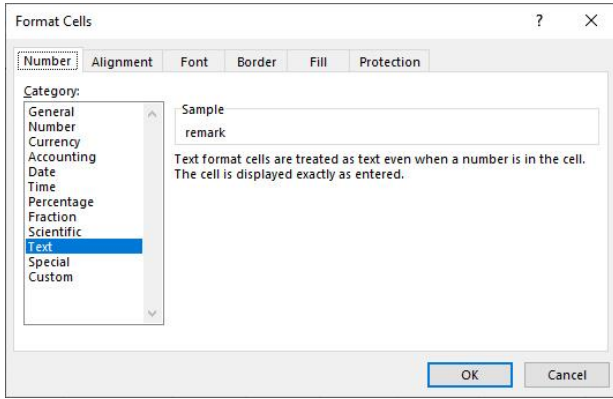 Format Cells ? X
Number Alignment Font Border Fill Protection
Category:
General
Number
Currency
Accounting
Date
Time
Percentage
Fraction
Scientific
Text
Special
Custom
Sample
remark
Text format cells are treated as text even when a number is in the cell.
The cell is displayed exactly as entered.
OK Cancel